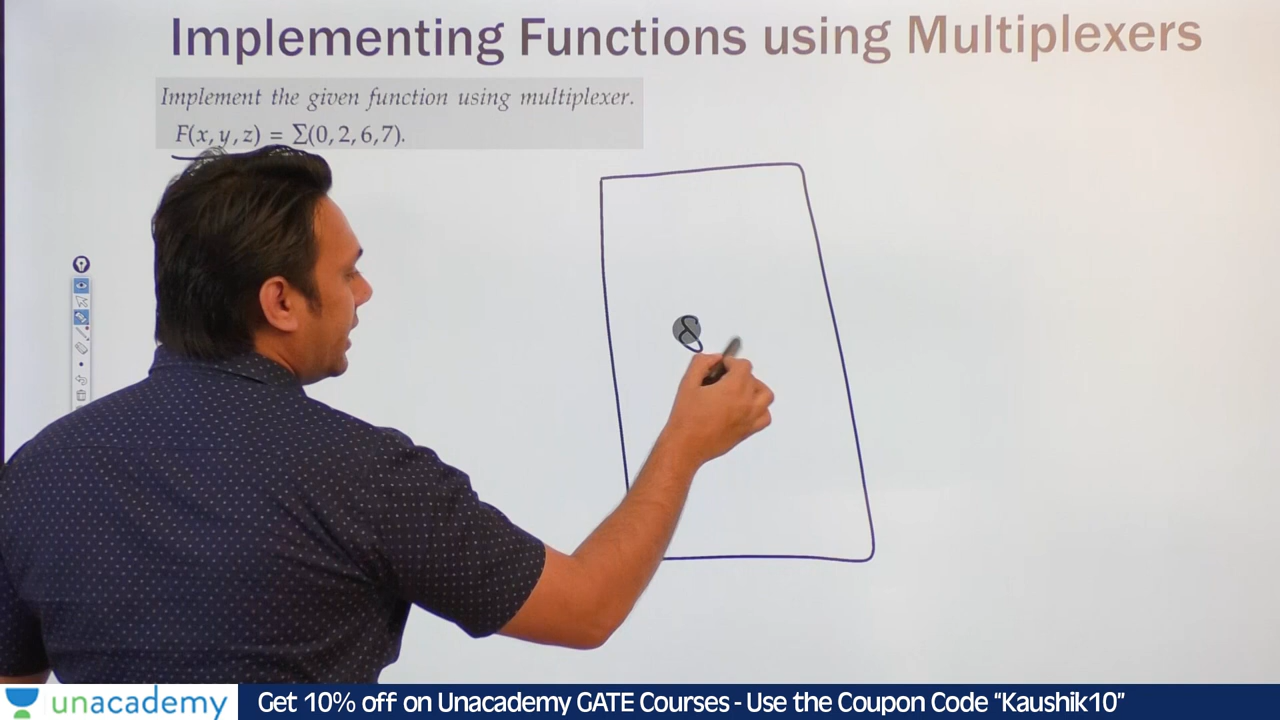 Implementing Functions using Multiplexers
Implement the given function using multiplexer.
F(x, y, z) = Σ(0, 2, 6, 7).
8
unacademy
Get 10% off on Unacademy GATE Courses - Use the Coupon Code “Kaushik10”